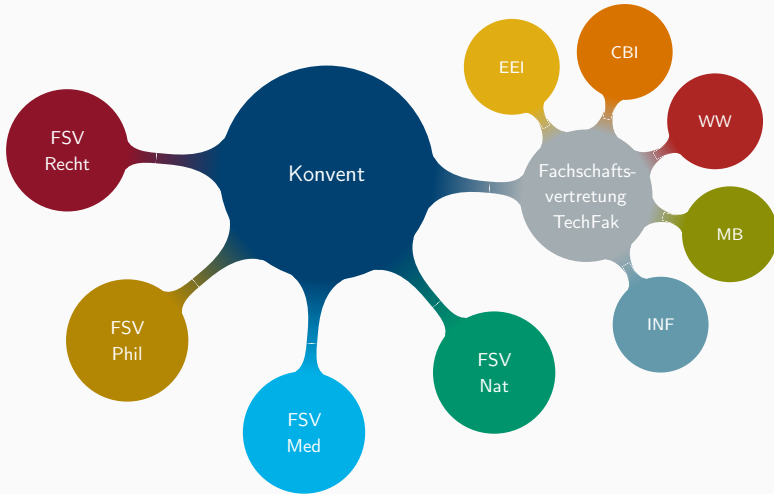 EEI
CBI
WW
FSV
Recht
Konvent
Fachschafts-
vertretung
TechFak
MB
FSV
Phil
INF
FSV
Nat
FSV
Med